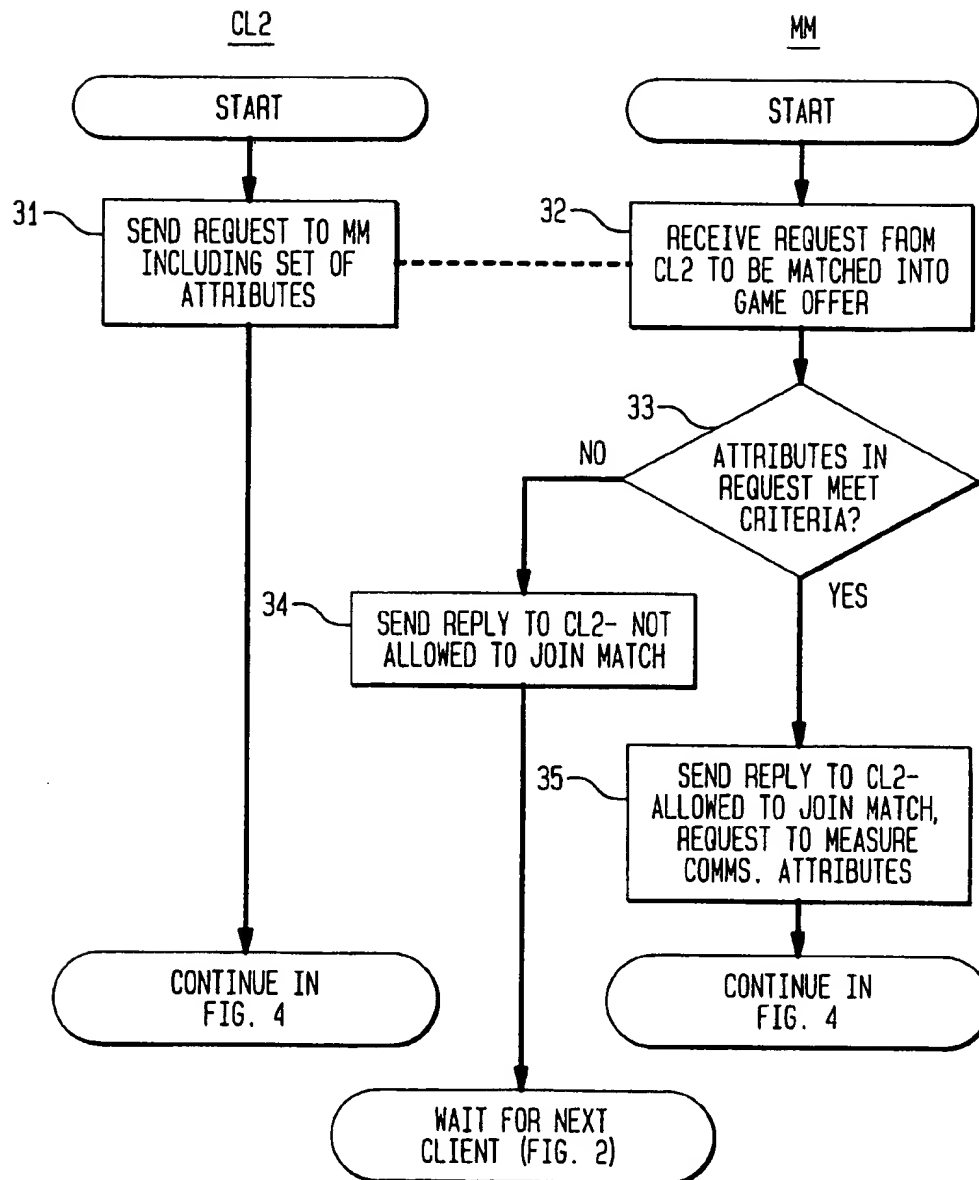 CL2
MM
START
START
31
SEND REQUEST TO MM
INCLUDING SET OF
ATTRIBUTES
32
RECEIVE REQUEST FROM
CL2 TO BE MATCHED INTO
GAME OFFER
33
NO
ATTRIBUTES IN
REQUEST MEET
CRITERIA?
YES
34
SEND REPLY TO CL2- NOT
ALLOWED TO JOIN MATCH
35
SEND REPLY TO CL2-
ALLOWED TO JOIN MATCH,
REQUEST TO MEASURE
COMMS. ATTRIBUTES
CONTINUE IN
FIG. 4
CONTINUE IN
FIG. 4
WAIT FOR NEXT
CLIENT (FIG. 2)